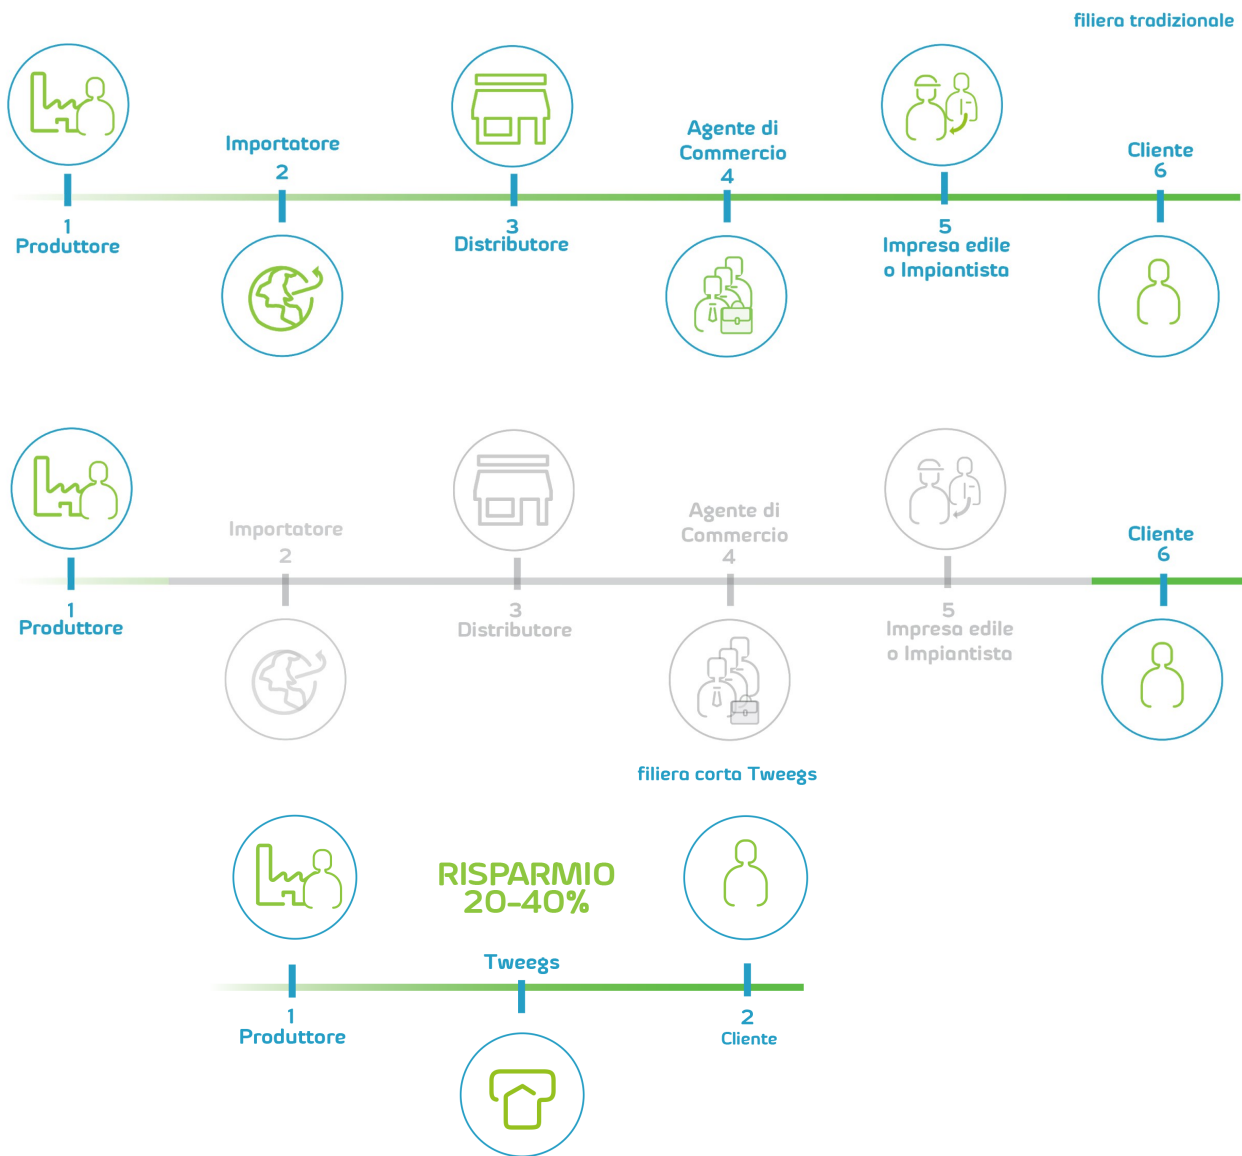 filiera tradizionale
1
Produttore
Importatore
2
3
Distributore
Agente di
Commercio
4
5
Impresa edile
o Impiantista
Cliente
6
1
Produttore
Importatore
2
3
Distributore
Agente di
Commercio
4
5
Impresa edile
o Impiantista
Cliente
6
filiera corta Tweegs
RISPARMIO
20-40%
1
Produttore
Tweegs
2
Cliente